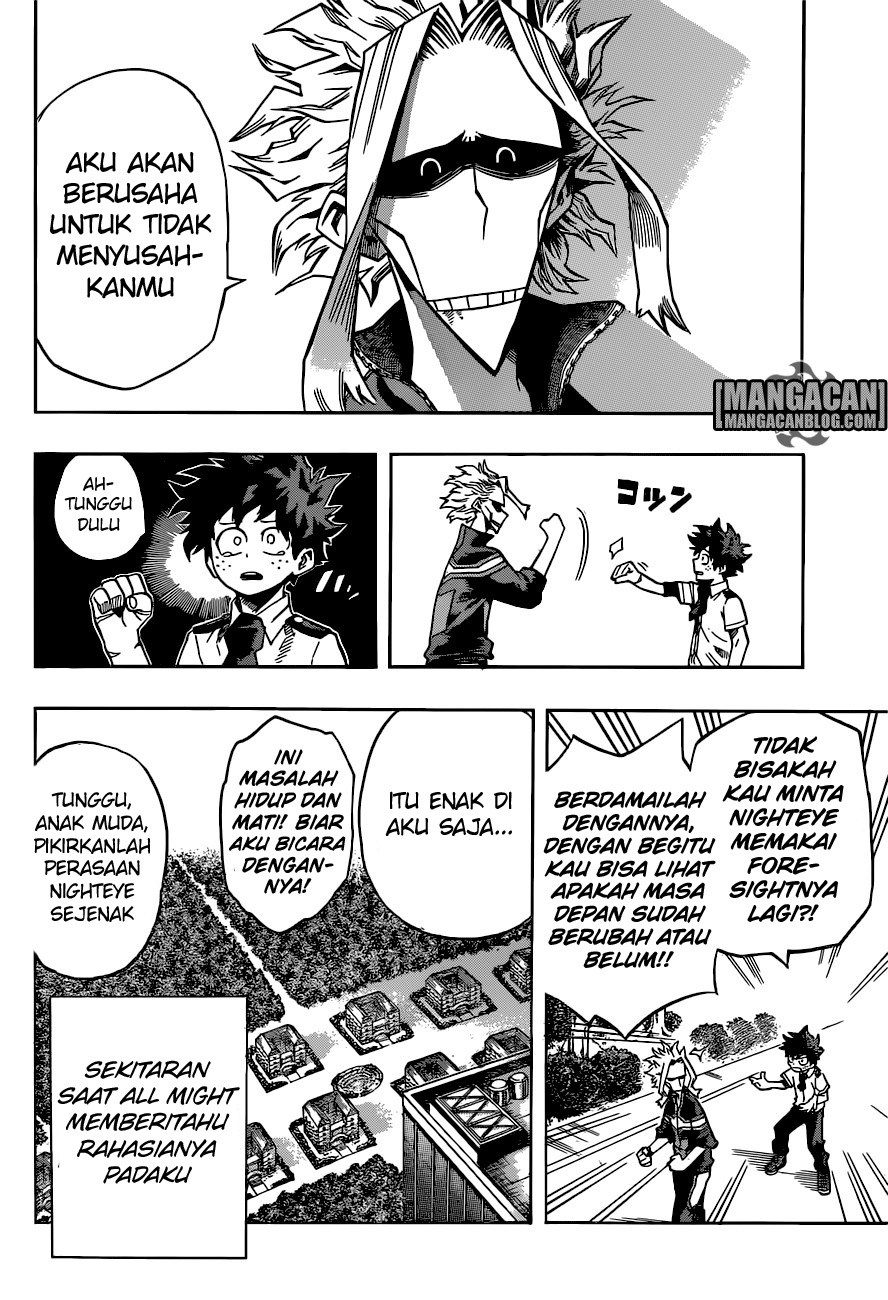 AKU AKAN
BERUSAHA
UNTUK TIDAK
MENYUSAH-
KANMU
[MANGACAN]
[MANGACANBLOG.COM]
コツン
AH-
TUNGGU
DULU
TIDAK
BISAKAH
KAU MINTA
NIGHTEYE
MEMAKAI
FORE-
SIGHTNYA
LAGI?!
BERDAMAILAH
DENGANNYA,
DENGAN BEGITU
KAU BISA LIHAT
APAKAH MASA
DEPAN SUDAH
BERUBAH ATAU
BELUM!!
ITU ENAK DI
AKU SAJA...
INI
MASALAH
HIDUP DAN
MATI! BIAR
AKU BICARA
DENGAN-
NYA!
TUNGGU,
ANAK MUDA,
PIKIRKANLAH
PERASAAN
NIGHTEYE
SEJENAK
SEKITARAN
SAAT ALL MIGHT
MEMBERITAHU
RAHASIANYA
PADAKU